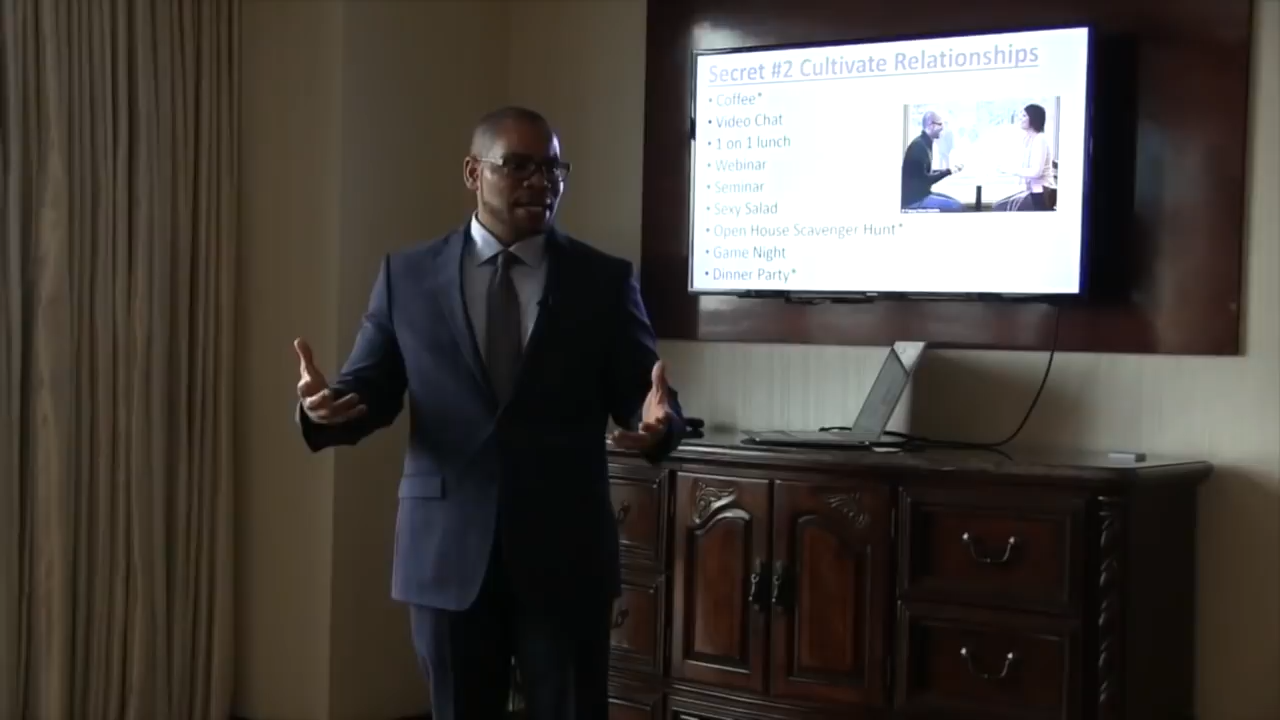 Secret #2 Cultivate Relationships
• Coffee*
• Video Chat
• 1 on 1 lunch
• Webinar
• Seminar
• Sexy Salad
• Open House Scavenger Hunt*
• Game Night
• Dinner Party*